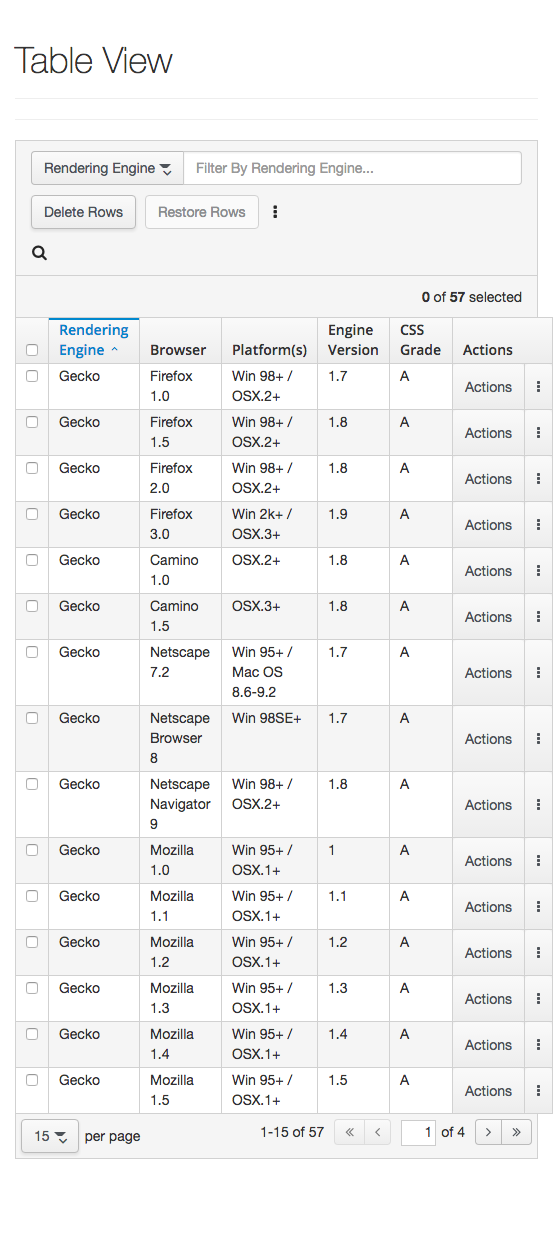 Table View
Rendering Engine Filter By Rendering Engine...
Delete Rows Restore Rows
0 of 57 selected
Rendering Engine Browser Platform(s) Engine Version CSS Grade Actions
Gecko Firefox 1.0 Win 98+ / OSX.2+ 1.7 A Actions
Gecko Firefox 1.5 Win 98+ / OSX.2+ 1.8 A Actions
Gecko Firefox 2.0 Win 98+ / OSX.2+ 1.8 A Actions
Gecko Firefox 3.0 Win 2k+ / OSX.3+ 1.9 A Actions
Gecko Camino 1.0 OSX.2+ 1.8 A Actions
Gecko Camino 1.5 OSX.3+ 1.8 A Actions
Gecko Netscape 7.2 Win 95+ / Mac OS 8.6-9.2 1.7 A Actions
Gecko Netscape Browser 8 Win 98SE+ 1.7 A Actions
Gecko Netscape Navigator 9 Win 98+ / OSX.2+ 1.8 A Actions
Gecko Mozilla 1.0 Win 95+ / OSX.1+ 1 A Actions
Gecko Mozilla 1.1 Win 95+ / OSX.1+ 1.1 A Actions
Gecko Mozilla 1.2 Win 95+ / OSX.1+ 1.2 A Actions
Gecko Mozilla 1.3 Win 95+ / OSX.1+ 1.3 A Actions
Gecko Mozilla 1.4 Win 95+ / OSX.1+ 1.4 A Actions
Gecko Mozilla 1.5 Win 95+ / OSX.1+ 1.5 A Actions
15 per page 1-15 of 57 « < 1 of 4 > »